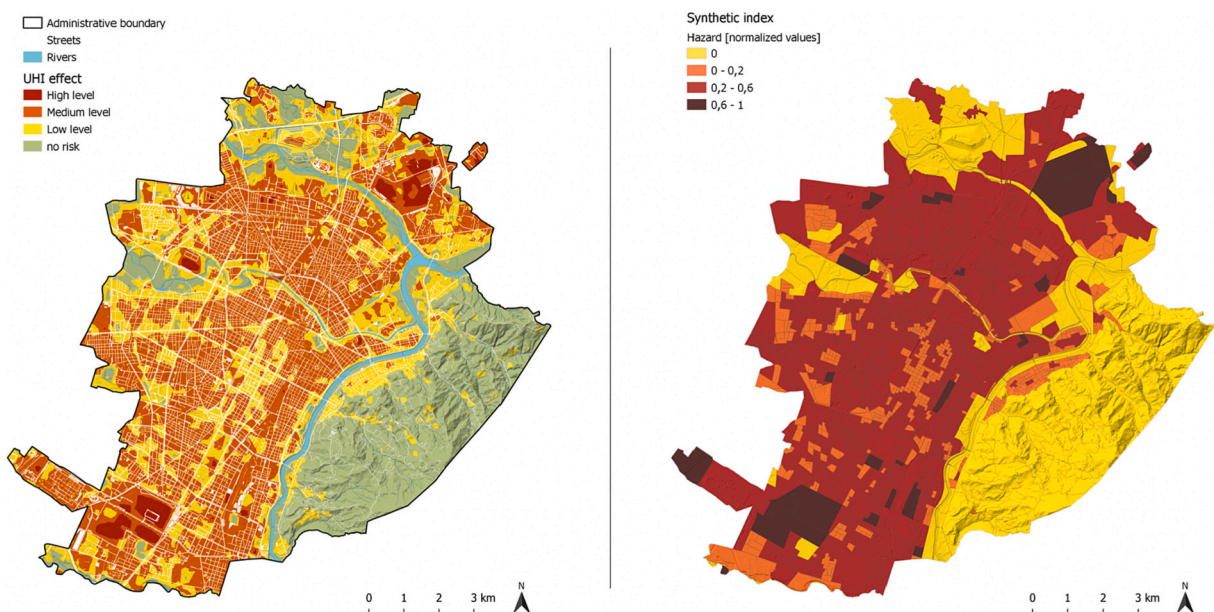 Administrative boundary
Streets
Rivers
UHI effect
High level
Medium level
Low level
no risk
0 1 2 3 km
N
Synthetic index
Hazard [normalized values]
0
0 - 0,2
0,2 - 0,6
0,6 - 1
0 1 2 3 km
N